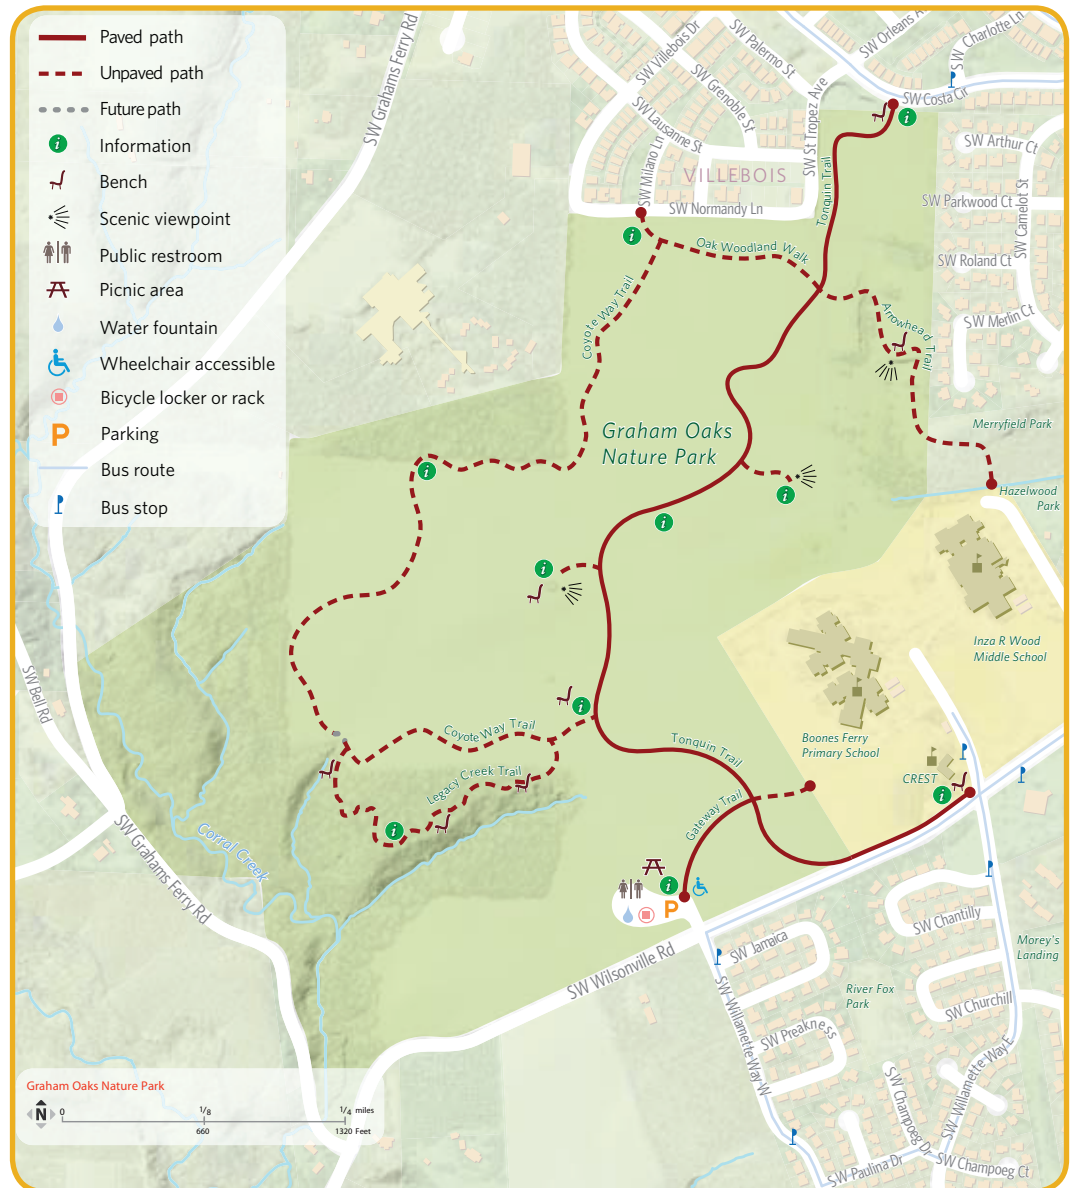 Paved path
Unpaved path
Future path
Information
Bench
Scenic viewpoint
Public restroom
Picnic area
Water fountain
Wheelchair accessible
Bicycle locker or rack
P
Parking
Bus route
Bus stop
SW Grahams Ferry Rd
SW Villebois Dr
SW Palermo St
SW Orleans A
SW Charlotte Ln
SW Grenoble St
SW Lausanne St
SW St Tropez Ave
SW Costa Cir
SW Milano Ln
VILLEBOIS
SW Normandy Ln
Tonquin Trail
SW Arthur Ct
SW Parkwood Ct
SW Camelot St
SW Roland Ct
SW Merlin Ct
Oak Woodland Walk
Coyote Way Trail
Arrowhead Trail
Graham Oaks
Nature Park
Merryfield Park
Hazelwood
Park
Inza R Wood
Middle School
Boones Ferry
Primary School
CREST
SW Bell Rd
Coyote Way Trail
Legacy Creek Trail
Tonquin Trail
Gateway Trail
Corral Creek
SW Grahams Ferry Rd
P
SW Wilsonville Rd
SW Jamaica
SW Chantilly
Morey's
Landing
River Fox
Park
SW Churchill
SW Preakness
SW Willamette Way W
SW Willamette Way E
SW Champoeg Dr
SW Paulina Dr
SW Champoeg Ct
Graham Oaks Nature Park
N
0 1/8 1/4 miles
660 1320 Feet